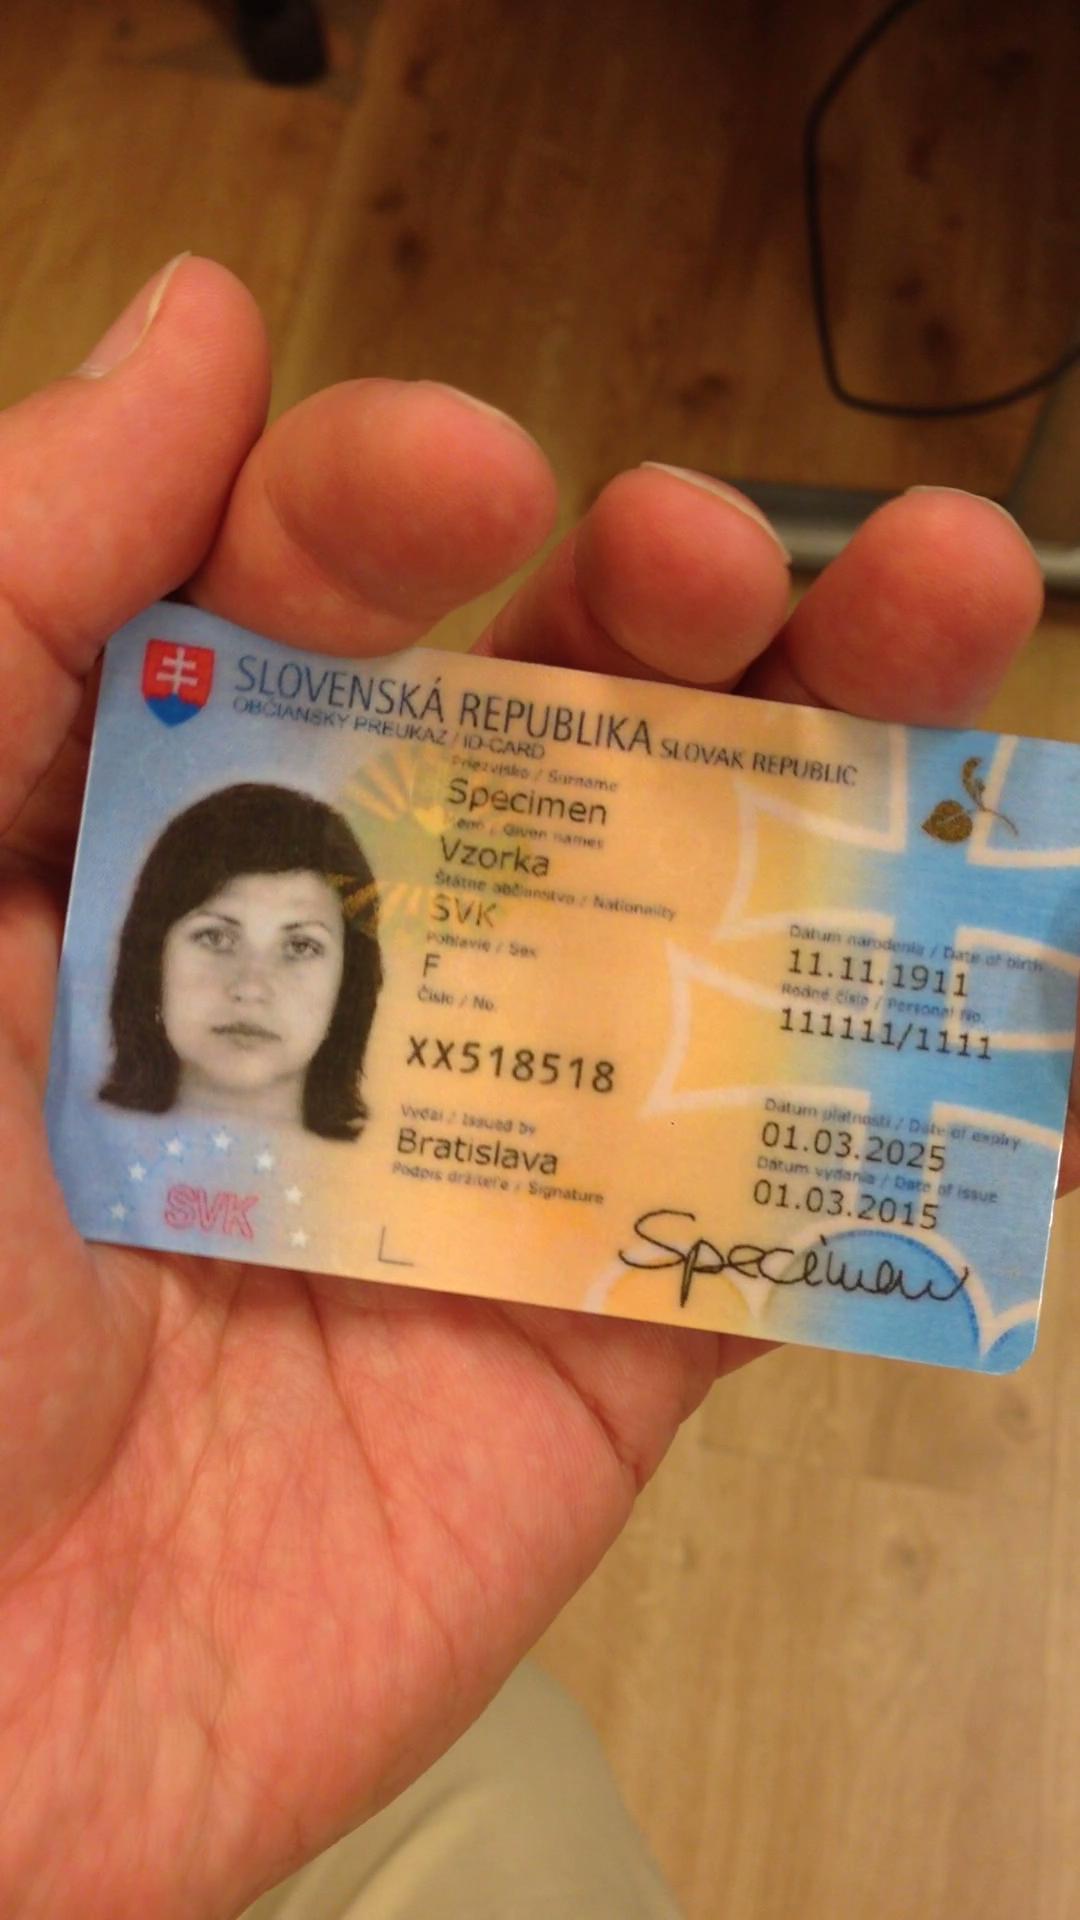 SLOVENSKÁ REPUBLIKA SLOVAK REPUBLIC
OBČIANSKY PREUKAZ / ID-CARD
Priezvisko / Surname
Specimen
Meno / Given names
Vzorka
Štátne občianstvo / Nationality
SVK
Pohlavie / Sex
F
Číslo / No.
XX518518
Vydal / Issued by
Bratislava
Podpis držiteľa / Signature
Dátum narodenia / Date of birth
11.11.1911
Rodné číslo / Personal No.
111111/1111
Dátum platnosti / Date of expiry
01.03.2025
Dátum vydania / Date of issue
01.03.2015
Specimen
SVK